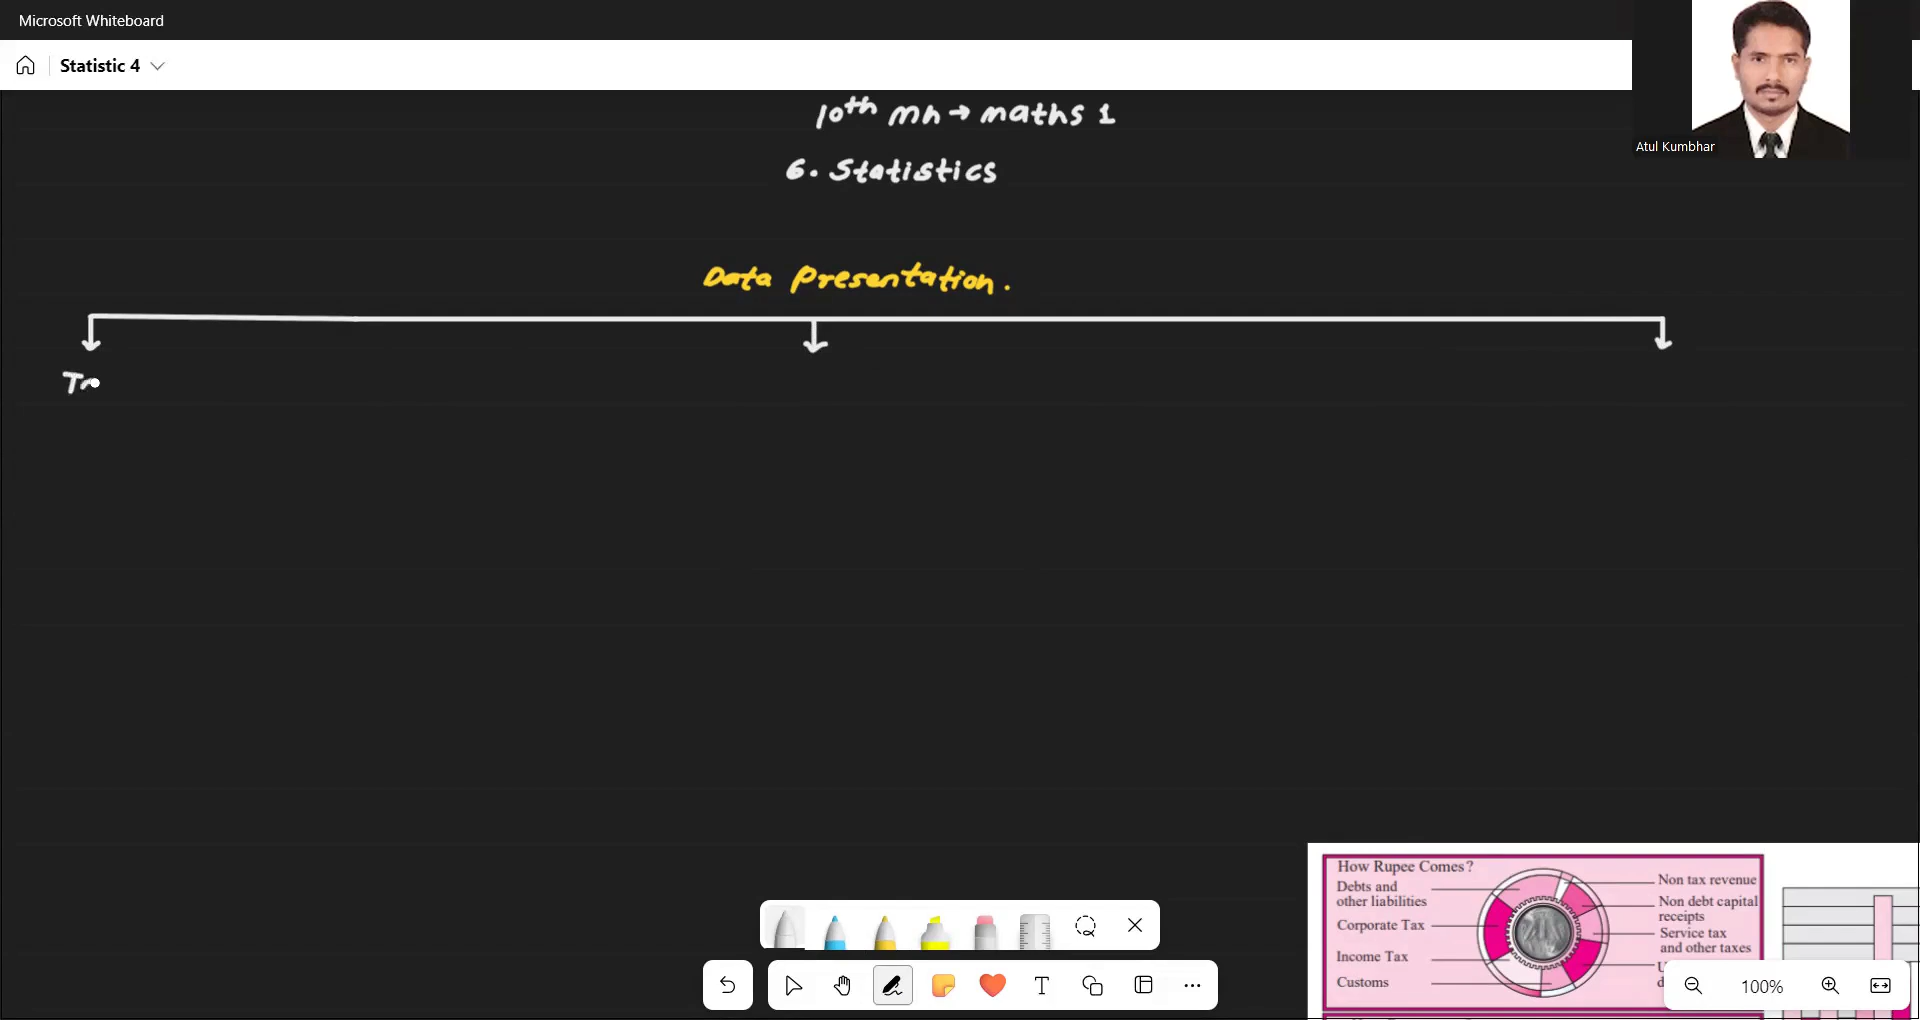 Microsoft Whiteboard
Statistic 4
Atul Kumbhar
10th mh → maths 1
6. Statistics
Data Presentation.
Tr
How Rupee Comes?
Debts and
other liabilities
Corporate Tax
Income Tax
Customs
Non tax revenue
Non debt capital
receipts
Service tax
and other taxes
T
100%